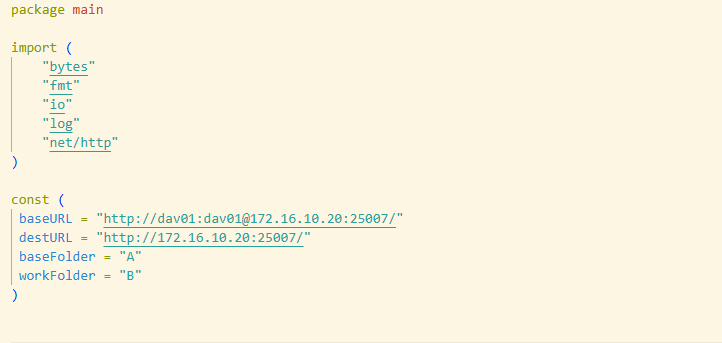 package main
import (
"bytes"
"fmt"
"io"
"log"
"net/http"
)
const (
baseURL = "http://dav01:dav01@172.16.10.20:25007/"
destURL = "http://172.16.10.20:25007/"
baseFolder = "A"
workFolder = "B"
)